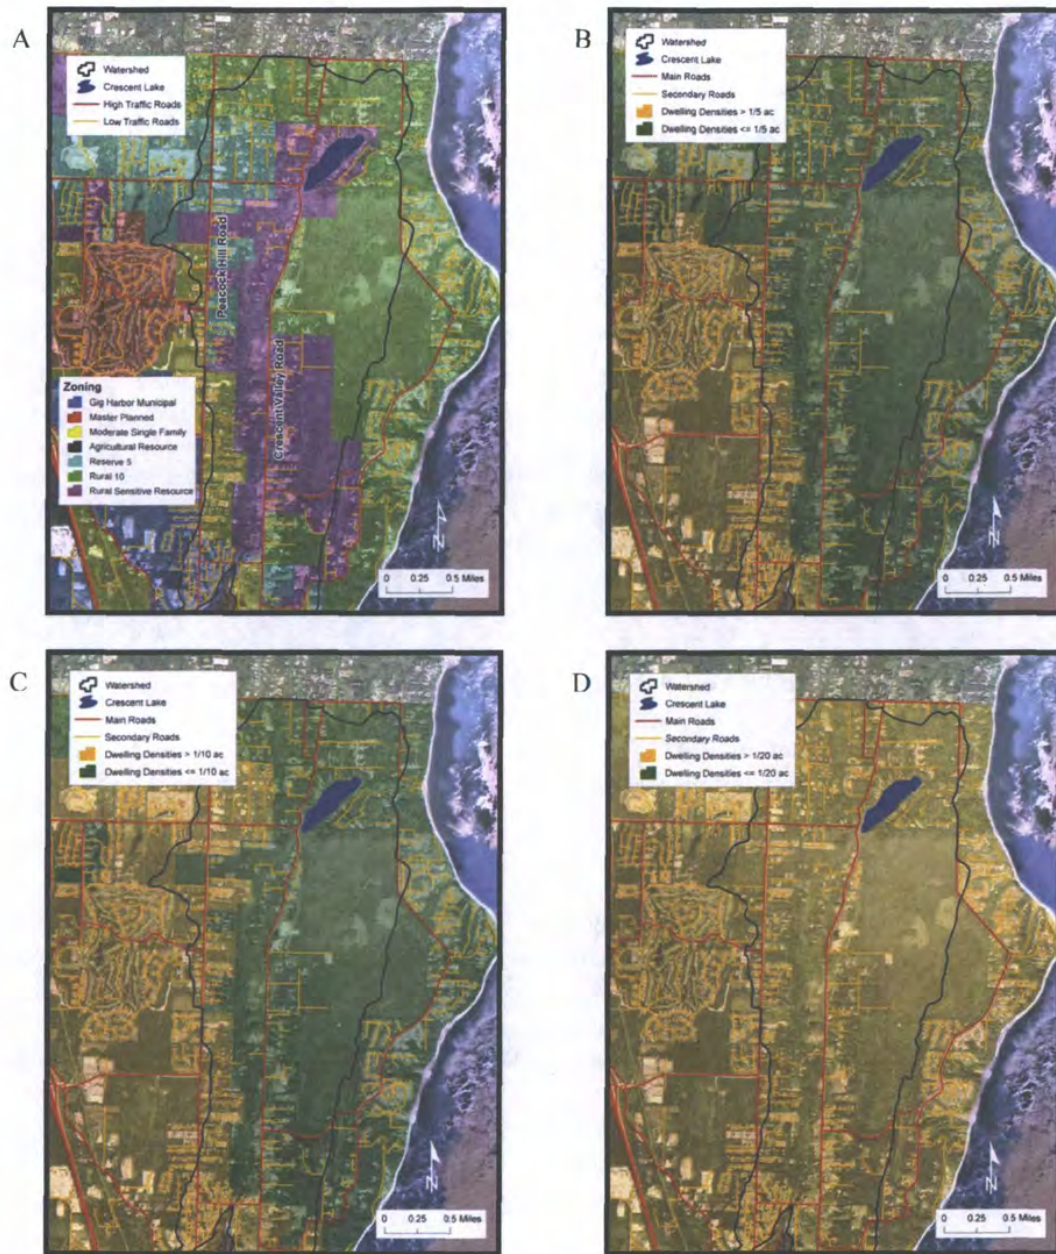 A
Watershed
Crescent Lake
High Traffic Roads
Low Traffic Roads
Peacock Hill Road
Crescent Valley Road
Zoning
Gig Harbor Municipal
Master Planned
Moderate Single Family
Agricultural Resource
Reserve 5
Rural 10
Rural Sensitive Resource
N
0 0.25 0.5 Miles
B
Watershed
Crescent Lake
Main Roads
Secondary Roads
Dwelling Densities > 1/5 ac
Dwelling Densities <= 1/5 ac
N
0 0.25 0.5 Miles
C
Watershed
Crescent Lake
Main Roads
Secondary Roads
Dwelling Densities > 1/10 ac
Dwelling Densities <= 1/10 ac
N
0 0.25 0.5 Miles
D
Watershed
Crescent Lake
Main Roads
Secondary Roads
Dwelling Densities > 1/20 ac
Dwelling Densities <= 1/20 ac
N
0 0.25 0.5 Miles